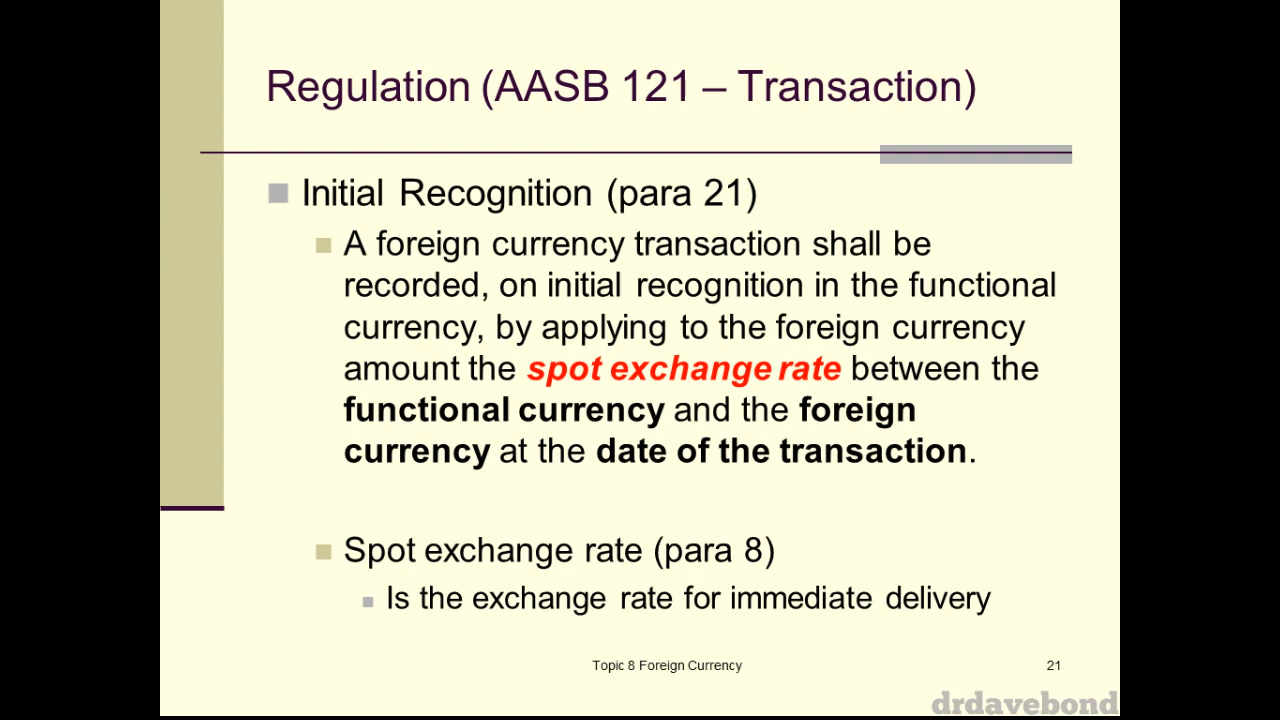 Regulation (AASB 121 – Transaction)
Initial Recognition (para 21)
A foreign currency transaction shall be
recorded, on initial recognition in the functional
currency, by applying to the foreign currency
amount the spot exchange rate between the
functional currency and the foreign
currency at the date of the transaction.
Spot exchange rate (para 8)
Is the exchange rate for immediate delivery
Topic 8 Foreign Currency
21
drdavebond